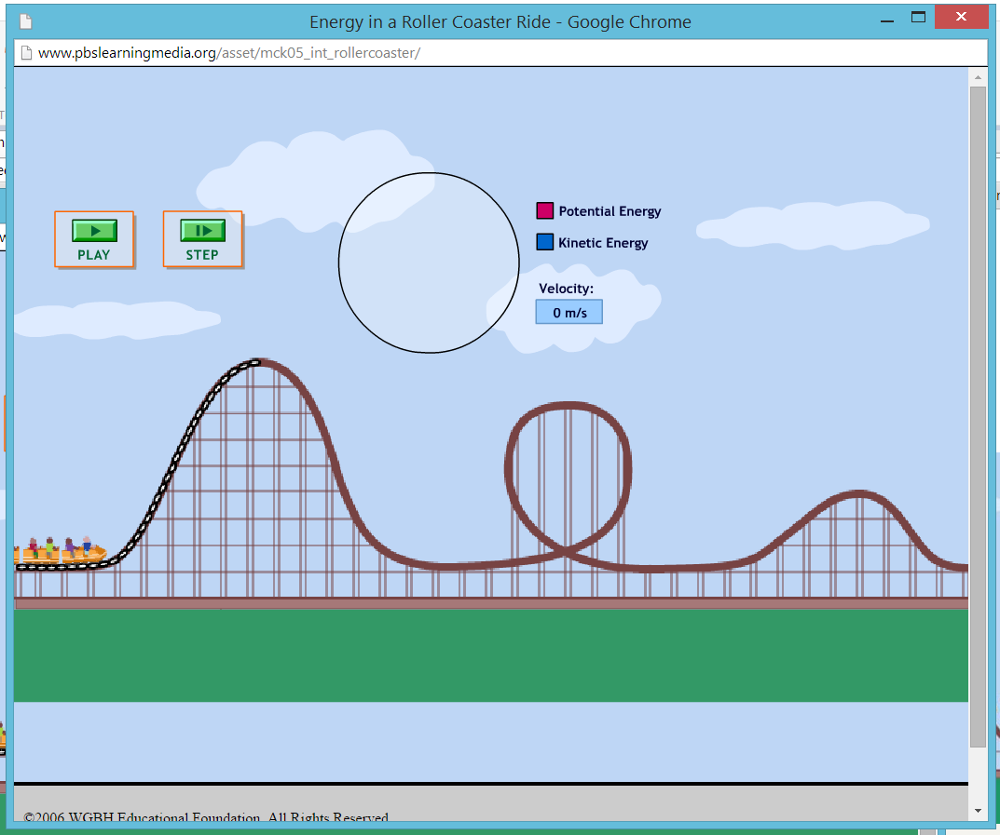 Energy in a Roller Coaster Ride - Google Chrome
www.pbslearningmedia.org/asset/mck05_int_rollercoaster/
PLAY
STEP
Potential Energy
Kinetic Energy
Velocity:
0 m/s
©2006 WGBH Educational Foundation. All Rights Reserved